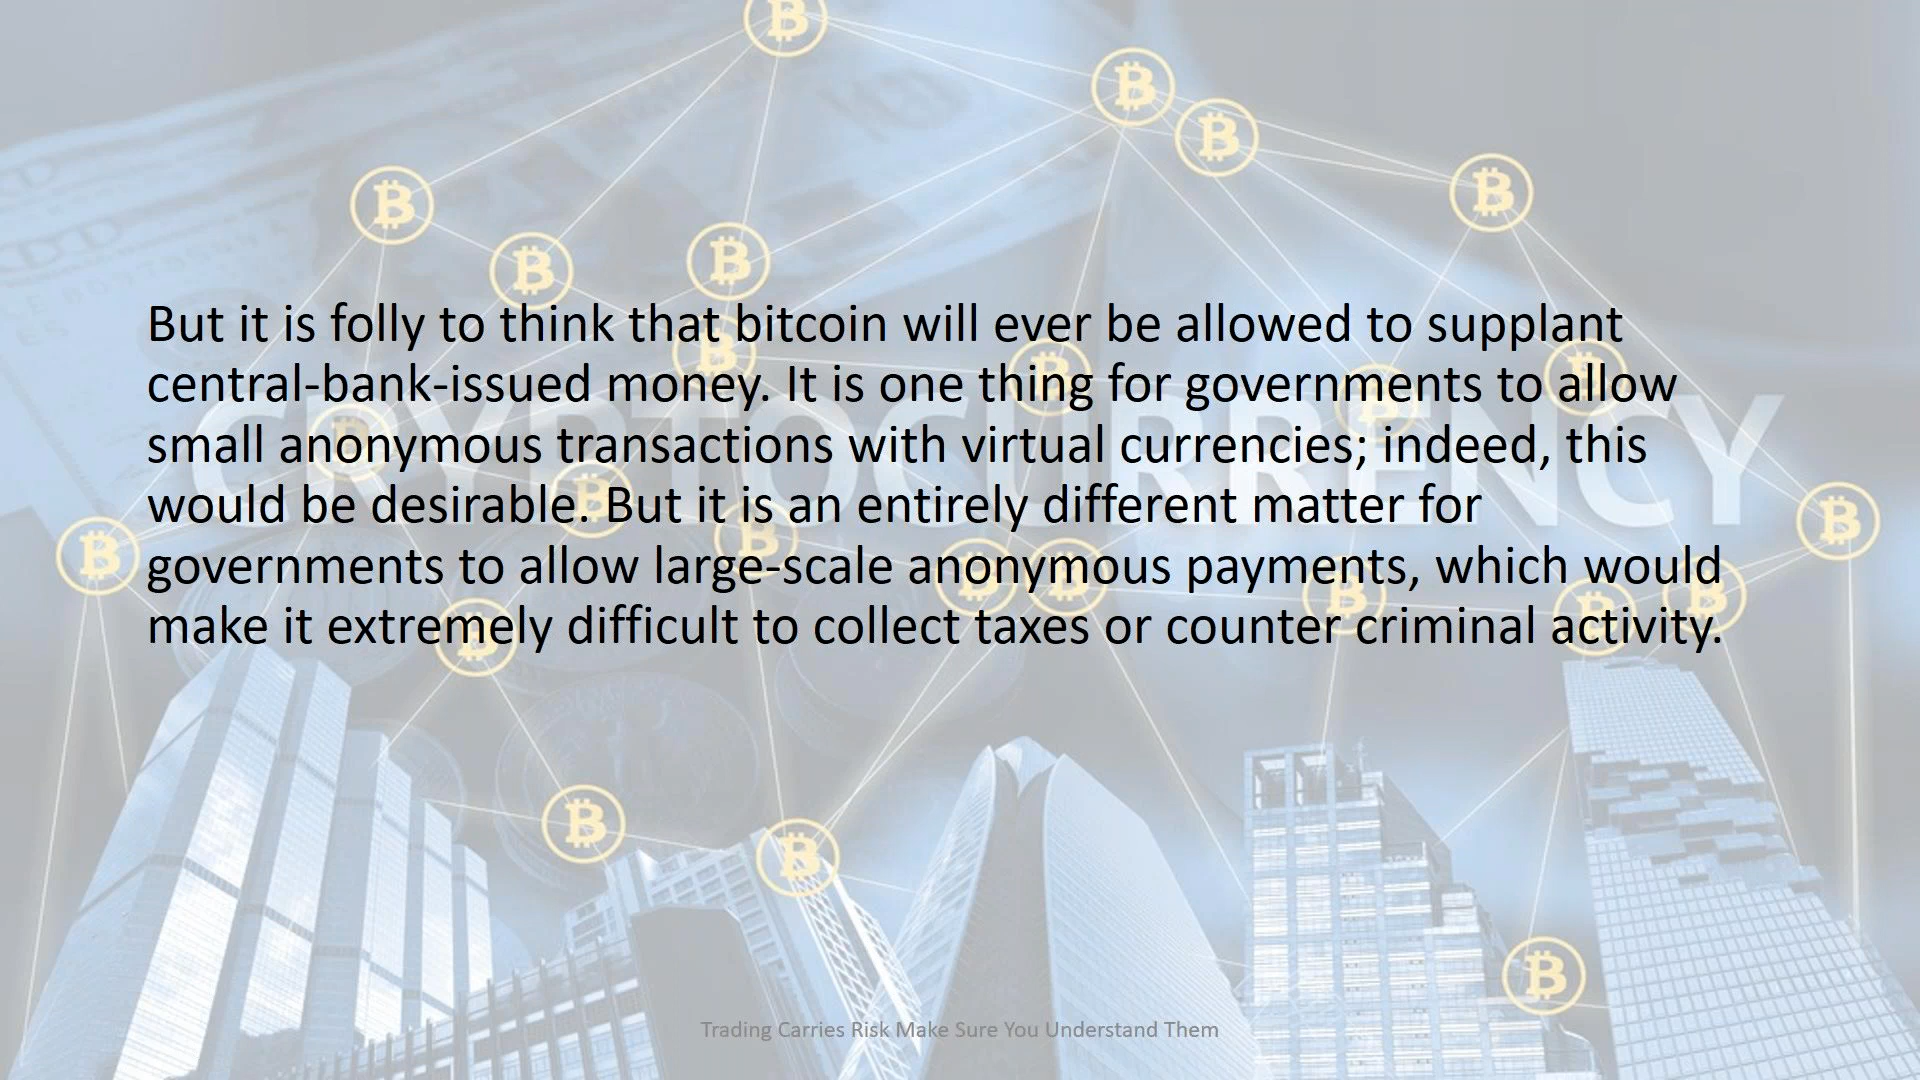 But it is folly to think that bitcoin will ever be allowed to supplant
central-bank-issued money. It is one thing for governments to allow
small anonymous transactions with virtual currencies; indeed, this
would be desirable. But it is an entirely different matter for
governments to allow large-scale anonymous payments, which would
make it extremely difficult to collect taxes or counter criminal activity.
CRYPTOCURRENCY
Trading Carries Risk Make Sure You Understand Them